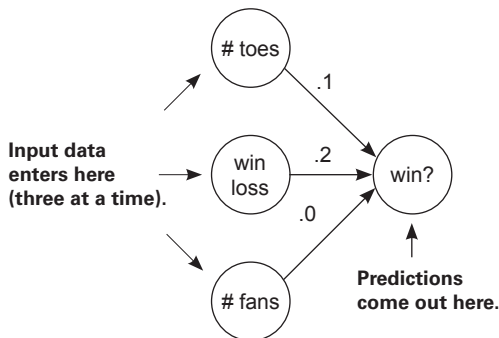 # toes
.1
Input data
enters here
(three at a time).
win
loss
.2
win?
.0
# fans
Predictions
come out here.